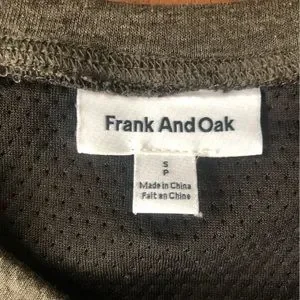 Frank And Oak
S
P
Made in China
Fait en Chine